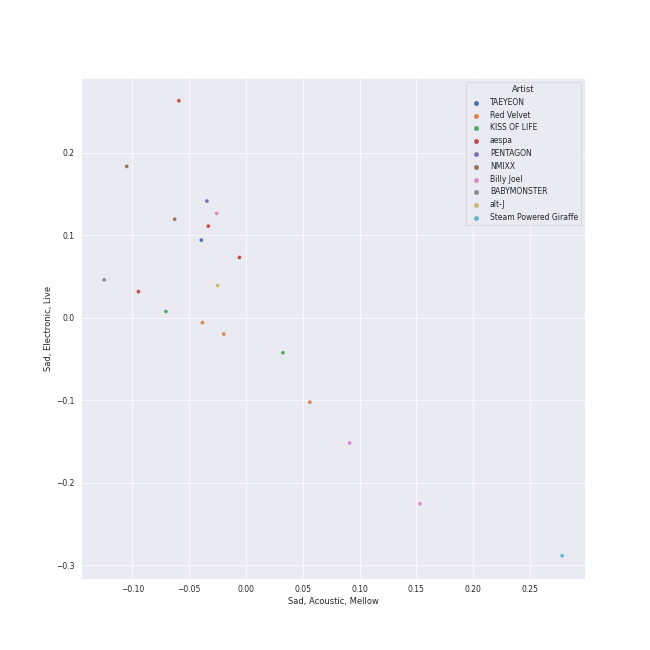 Artist
TAEYEON
Red Velvet
KISS OF LIFE
aespa
PENTAGON
NMIXX
Billy Joel
BABYMONSTER
alt-J
Steam Powered Giraffe
0.2
0.1
0.0
−0.1
−0.2
−0.3
Sad, Electronic, Live
−0.10 −0.05 0.00 0.05 0.10 0.15 0.20 0.25
Sad, Acoustic, Mellow